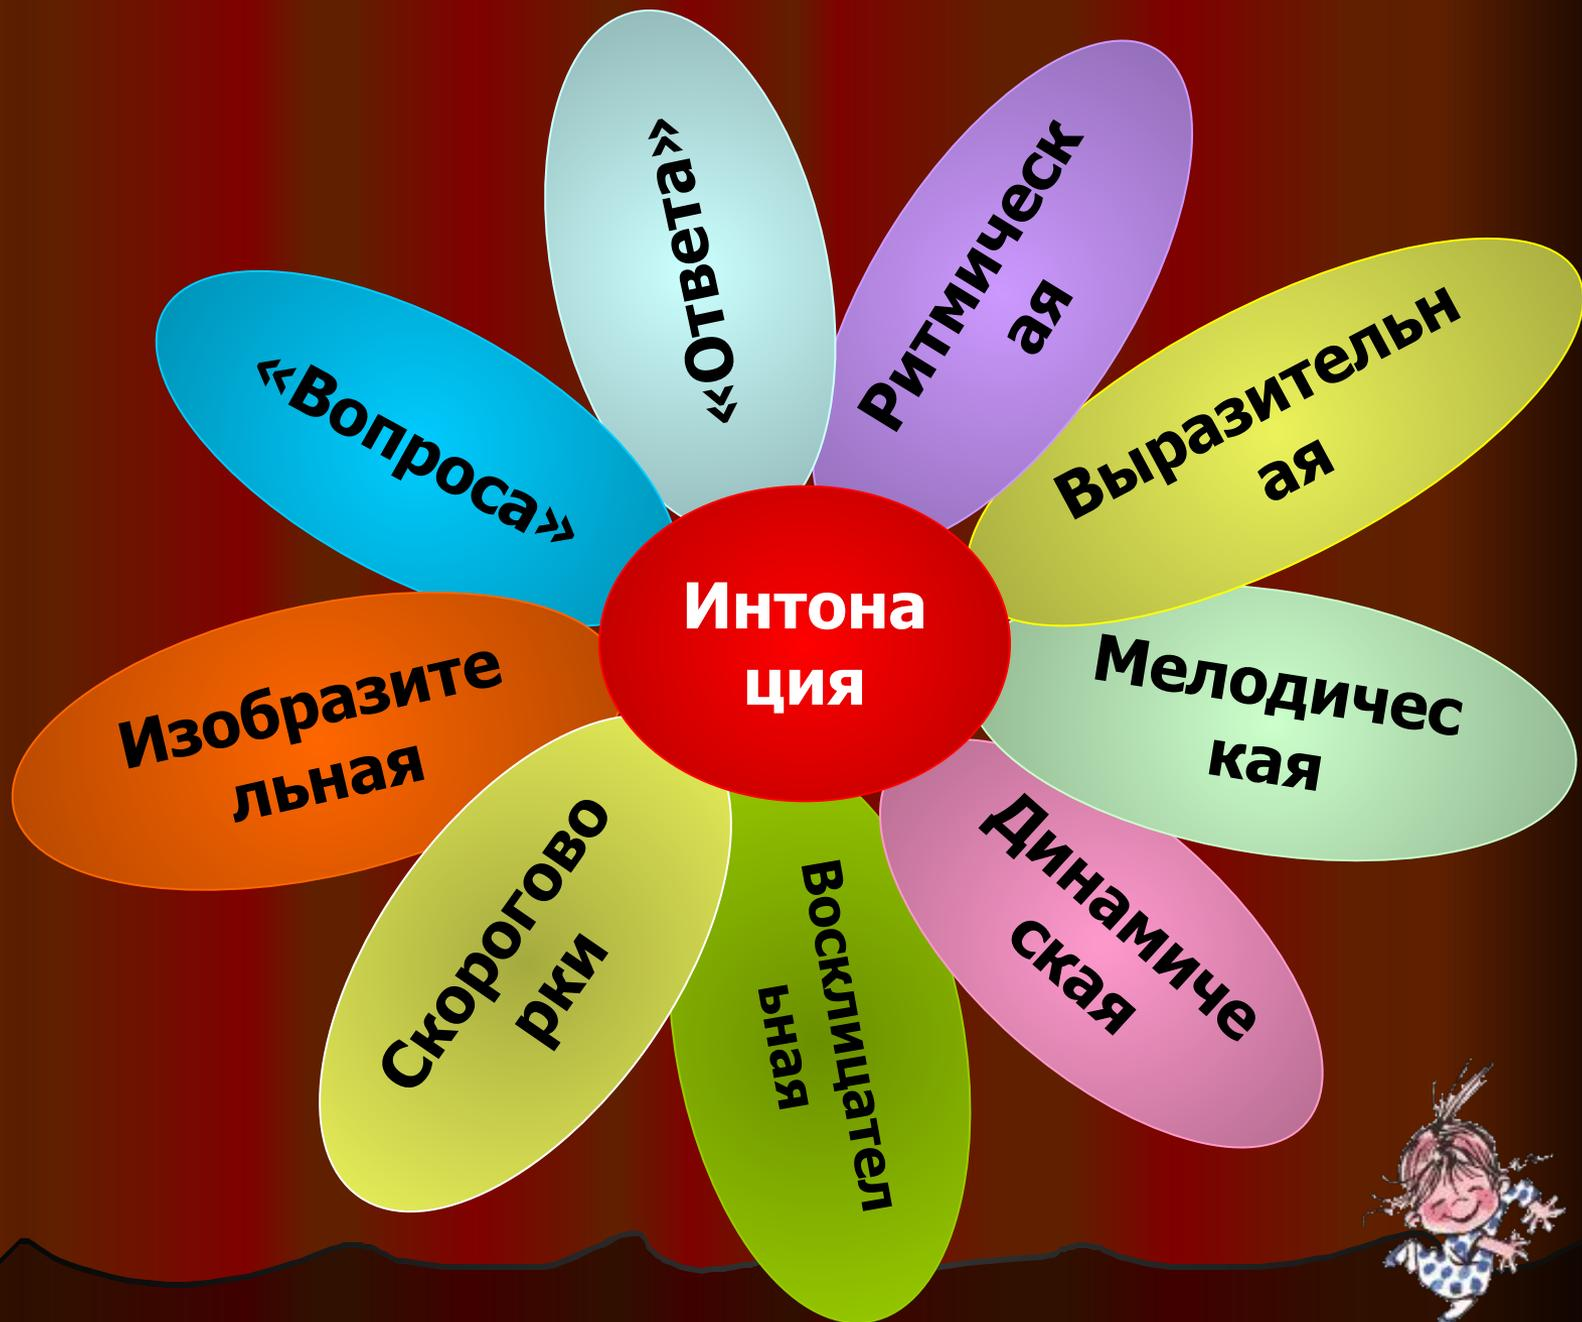 «Ответа»
Ритмическ
ая
Выразительн
ая
Мелодичес
кая
Динамиче
ская
Восклицател
ьная
Скорогово
рки
Изобразите
льная
«Вопроса»
Интона
ция